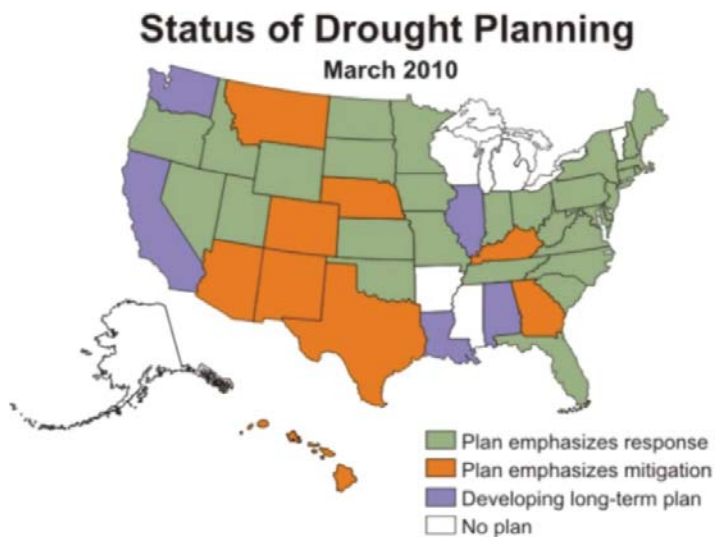 Status of Drought Planning
March 2010
Plan emphasizes response
Plan emphasizes mitigation
Developing long-term plan
No plan